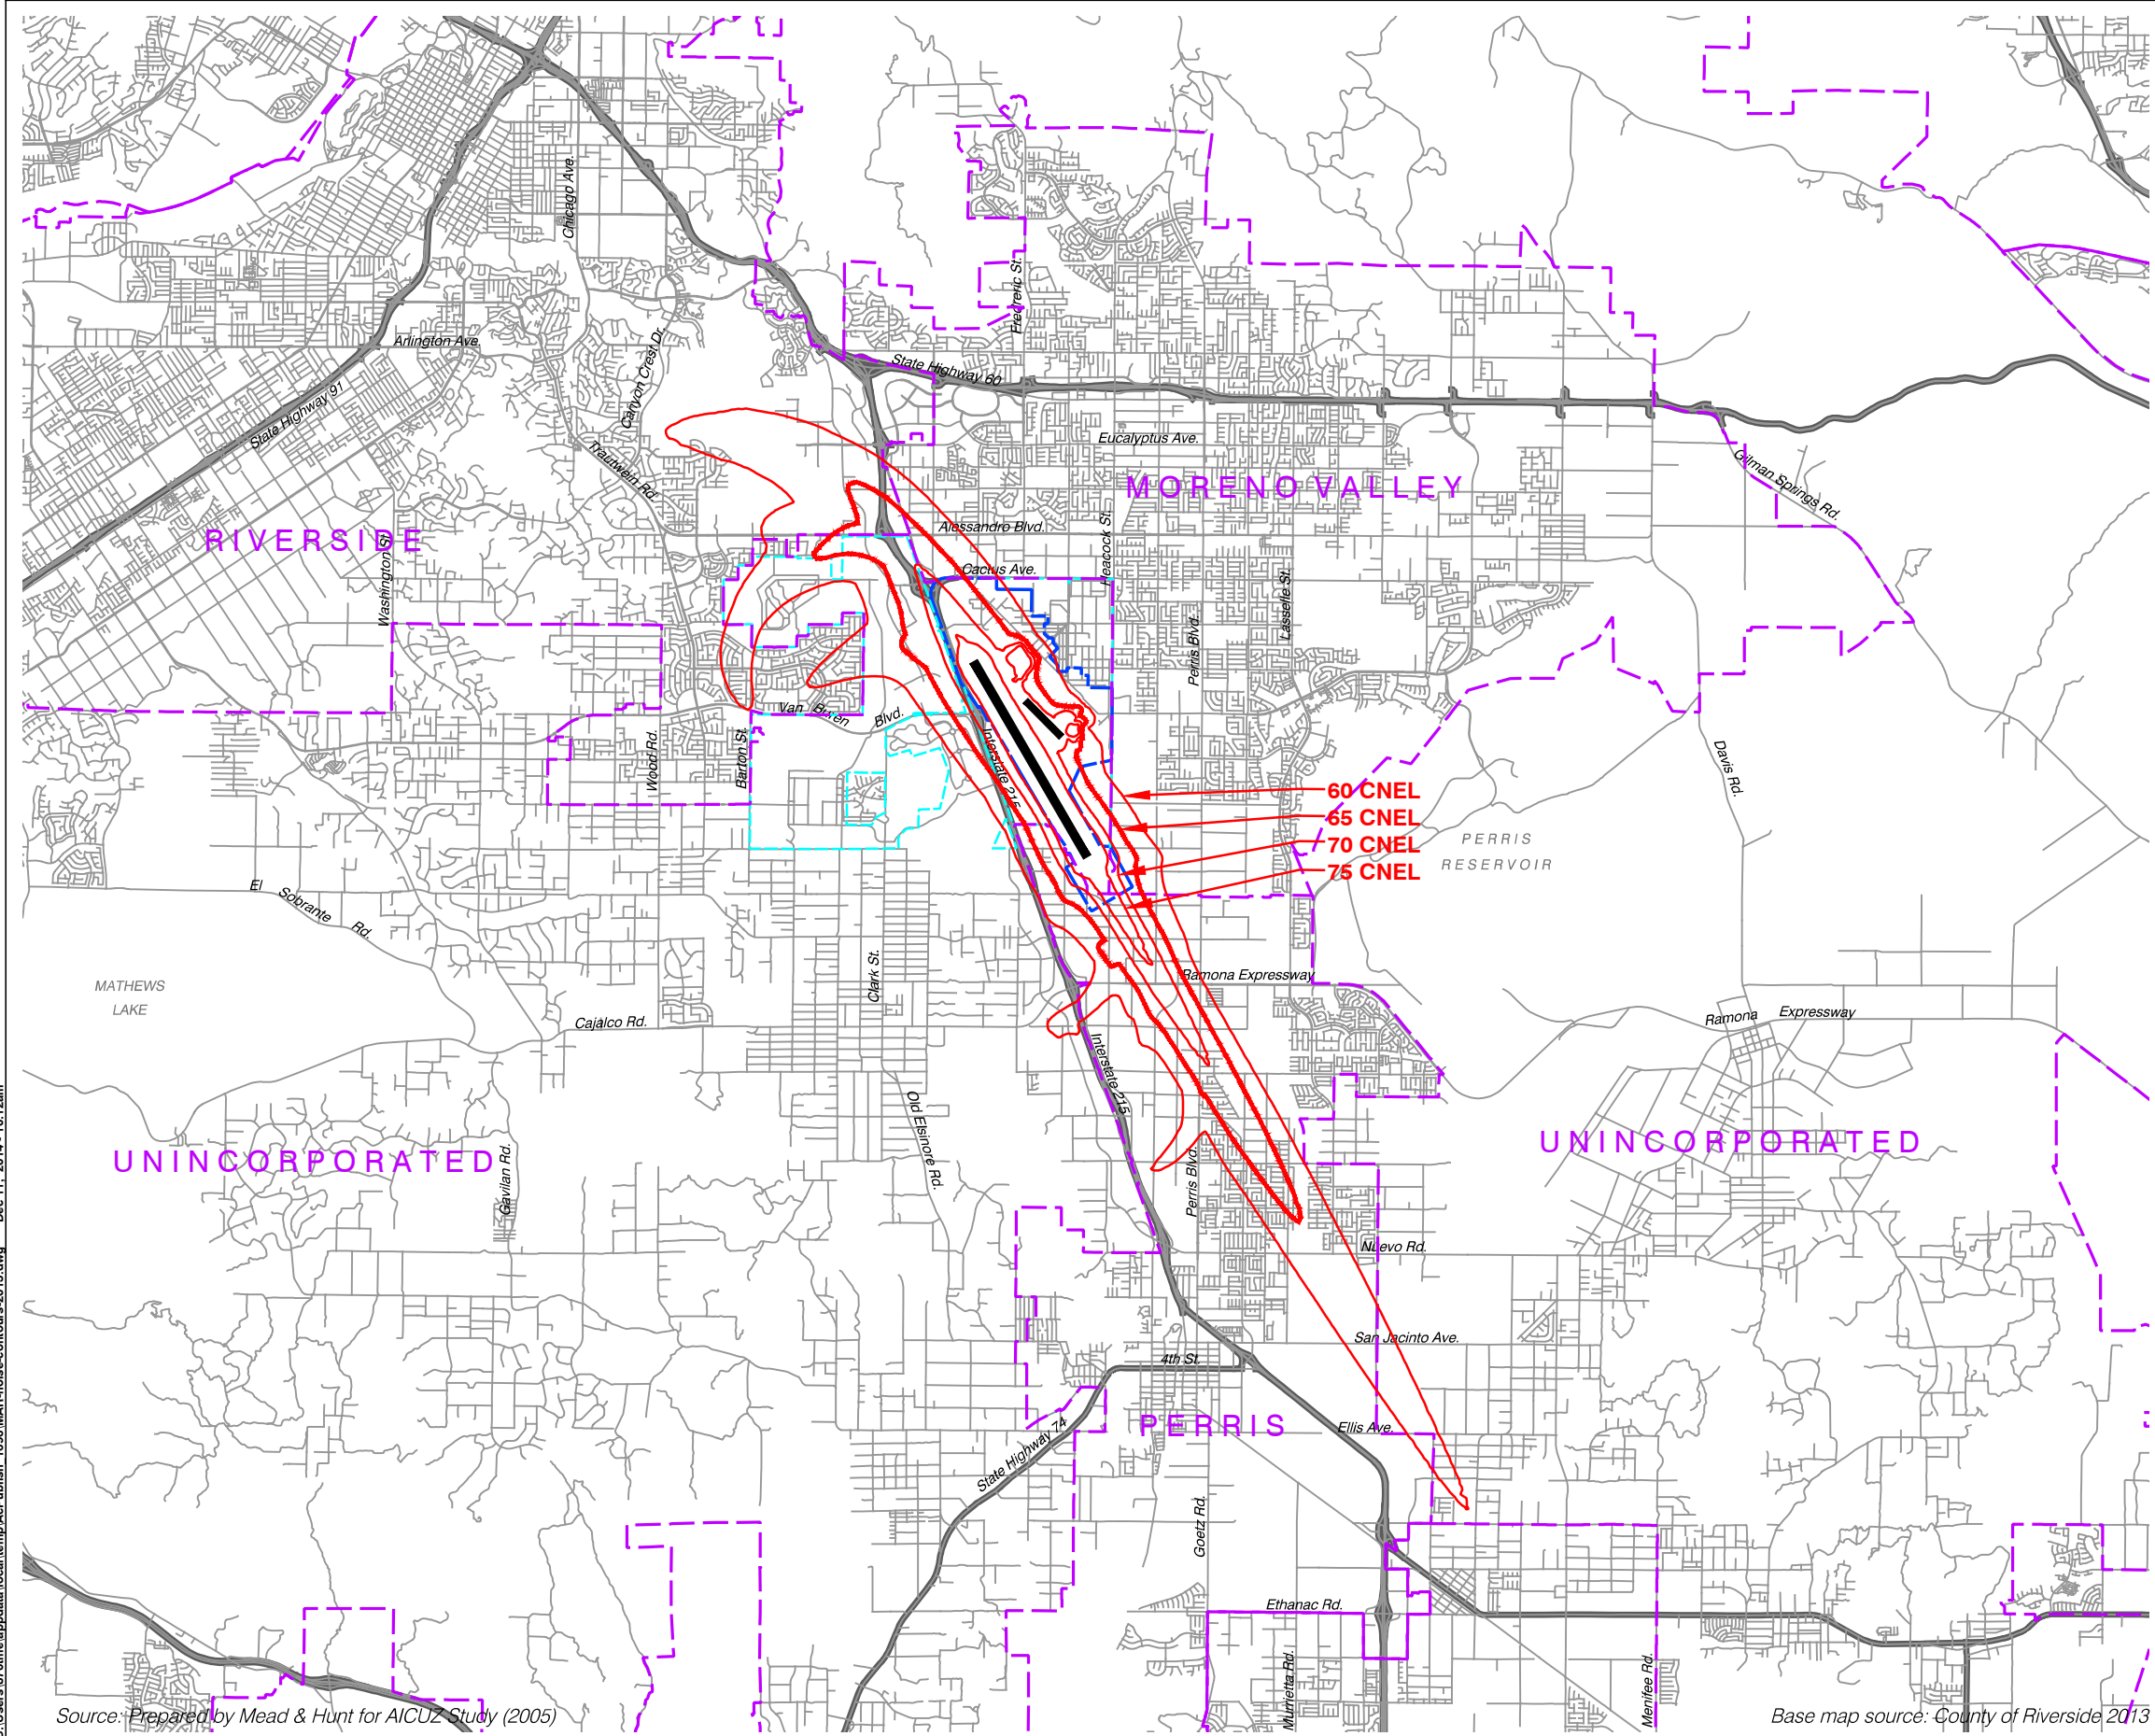 Chicago Ave.
Fredreric St.
Arlington Ave.
Canyon Crest Dr.
State Highway 60
State Highway 91
Trautwein Rd.
Eucalyptus Ave.
Gilman Springs Rd.
MORENO VALLEY
RIVERSIDE
Alessandro Blvd.
Heacock St.
Washington St.
Cactus Ave.
Lasselle St.
Perris Blvd.
Van Buren Blvd.
Wood Rd.
Barton St.
Interstate 215
Davis Rd.
60 CNEL
65 CNEL
70 CNEL
75 CNEL
PERRIS
RESERVOIR
El Sobrante Rd.
Clark St.
Ramona Expressway
MATHEWS
LAKE
Cajalco Rd.
Ramona Expressway
Interstate 215
Old Elsinore Rd.
UNINCORPORATED
UNINCORPORATED
Gavilan Rd.
Perris Blvd.
Nuevo Rd.
San Jacinto Ave.
4th St.
PERRIS
Ellis Ave.
State Highway 74
Goetz Rd.
Ethanac Rd.
Murrietta Rd.
Menifee Rd.
Source: Prepared by Mead & Hunt for AICUZ Study (2005)
Base map source: County of Riverside 2013